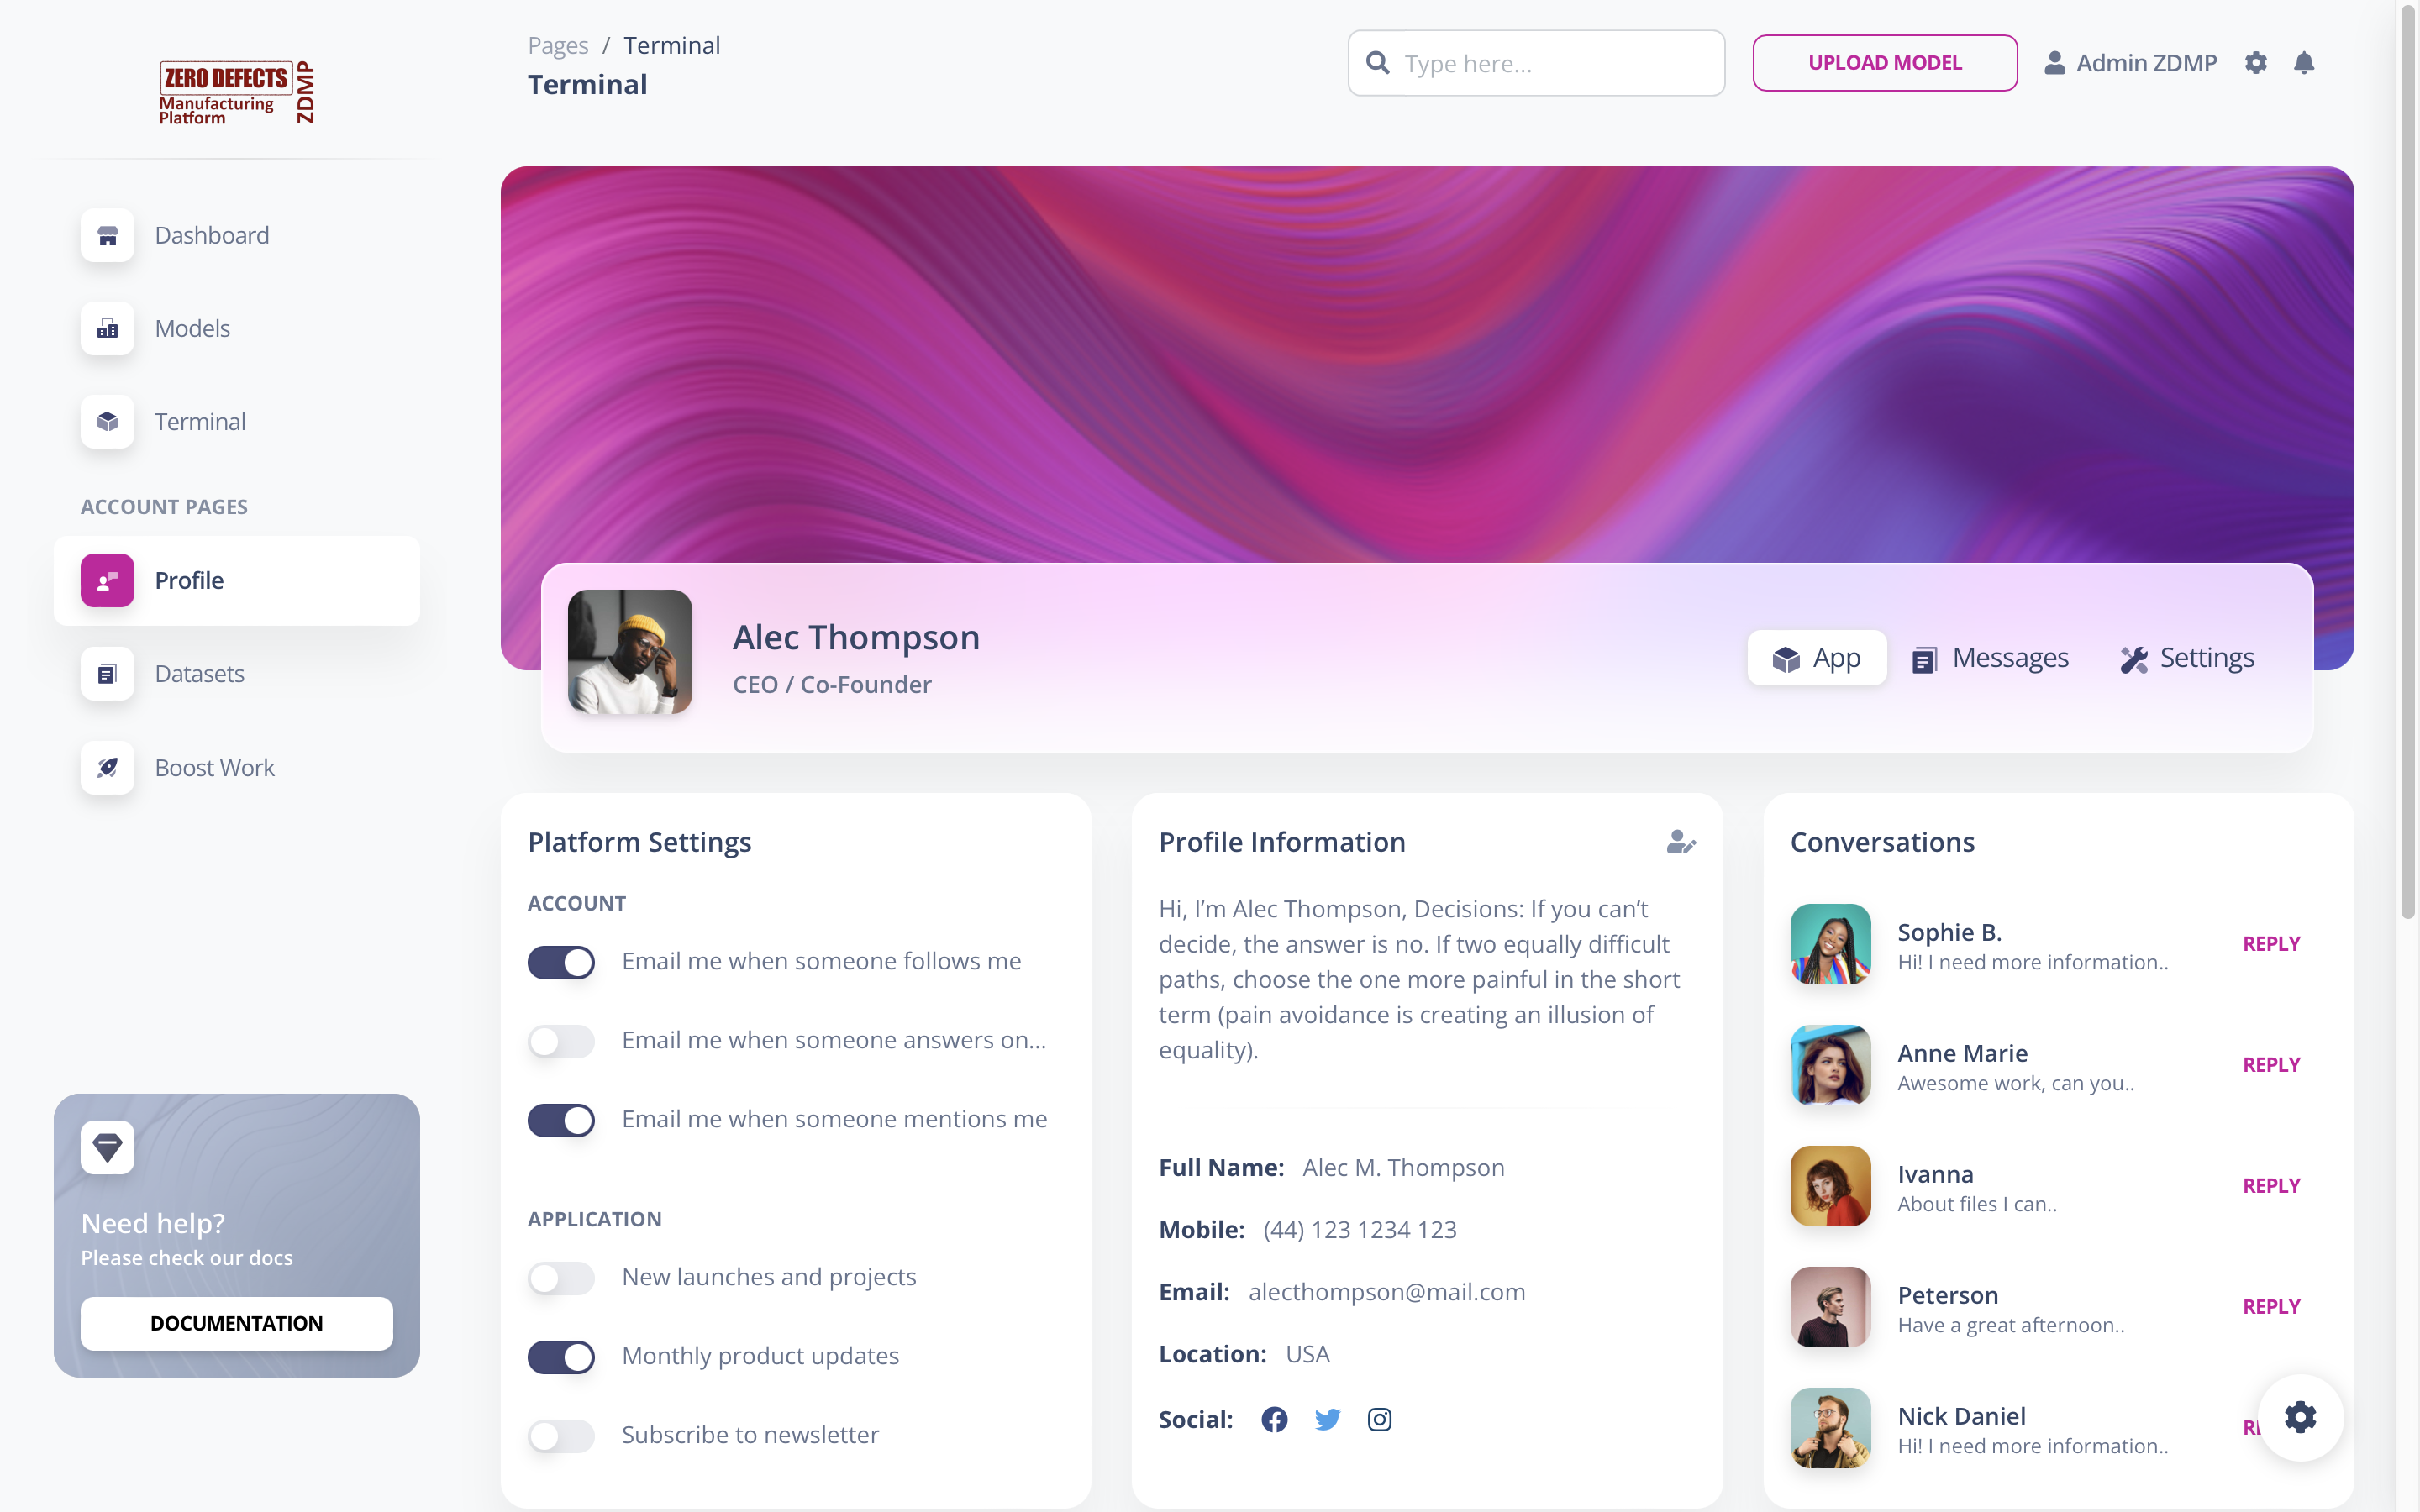 ZERO DEFECTS
Manufacturing
Platform
ZDMP
Dashboard
Models
Terminal
ACCOUNT PAGES
Profile
Datasets
Boost Work
Need help?
Please check our docs
DOCUMENTATION
Pages / Terminal
Terminal
Type here...
UPLOAD MODEL
Admin ZDMP
Alec Thompson
CEO / Co-Founder
App
Messages
Settings
Platform Settings
ACCOUNT
Email me when someone follows me
Email me when someone answers on...
Email me when someone mentions me
APPLICATION
New launches and projects
Monthly product updates
Subscribe to newsletter
Profile Information
Hi, I’m Alec Thompson, Decisions: If you can’t
decide, the answer is no. If two equally difficult
paths, choose the one more painful in the short
term (pain avoidance is creating an illusion of
equality).
Full Name: Alec M. Thompson
Mobile: (44) 123 1234 123
Email: alecthompson@mail.com
Location: USA
Social:
Conversations
Sophie B.
Hi! I need more information..
REPLY
Anne Marie
Awesome work, can you..
REPLY
Ivanna
About files I can..
REPLY
Peterson
Have a great afternoon..
REPLY
Nick Daniel
Hi! I need more information..